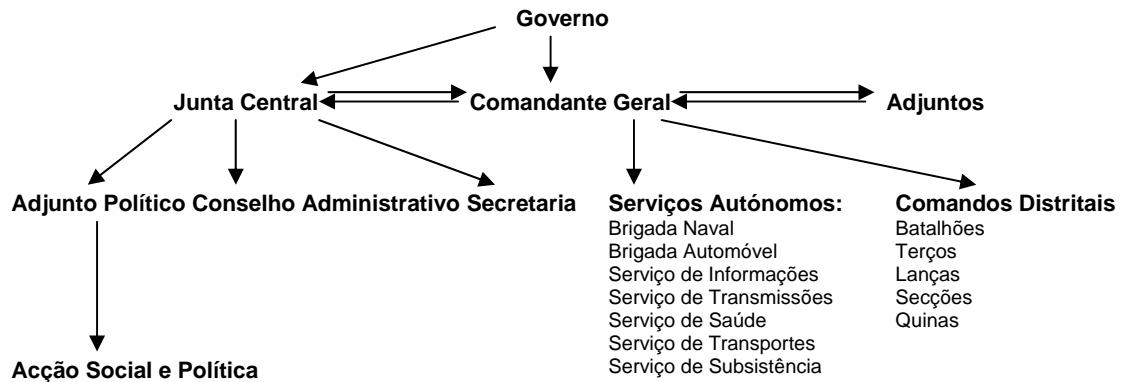 Governo
Junta Central Comandante Geral Adjuntos
Adjunto Político Conselho Administrativo Secretaria
Serviços Autónomos:
Brigada Naval
Brigada Automóvel
Serviço de Informações
Serviço de Transmissões
Serviço de Saúde
Serviço de Transportes
Serviço de Subsistência
Comandos Distritais
Batalhões
Terços
Lanças
Secções
Quinas
Acção Social e Política